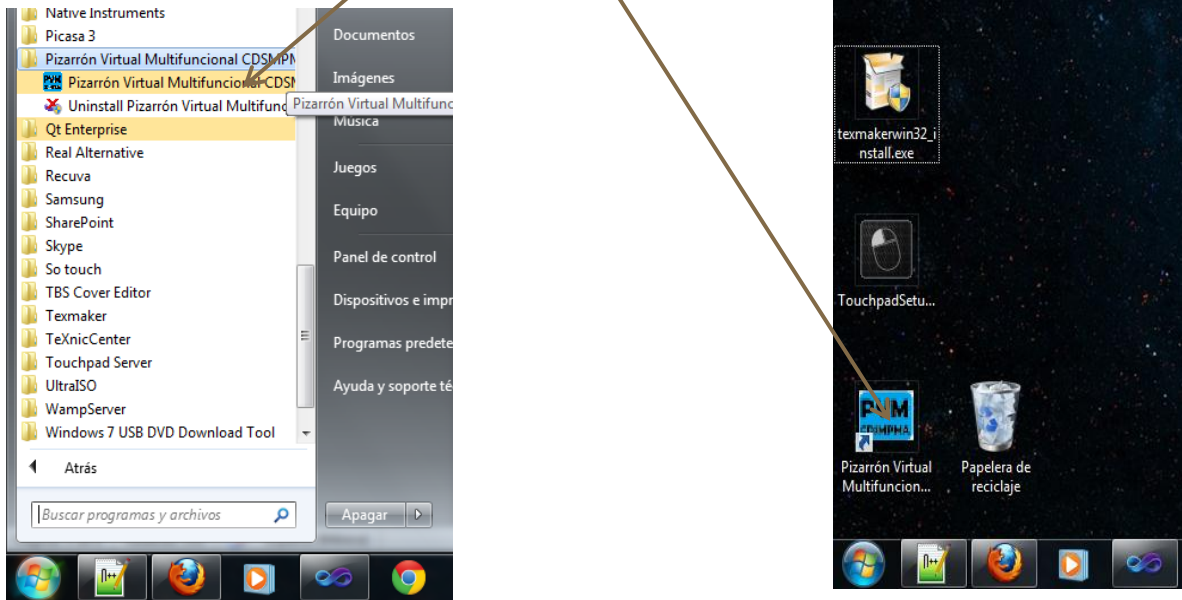 Native Instruments
Picasa 3
Pizarrón Virtual Multifuncional CDSMPN
Pizarrón Virtual Multifuncional CDSM
Uninstall Pizarrón Virtual Multifunc
Pizarrón Virtual Multifunc
Qt Enterprise
Real Alternative
Recuva
Samsung
SharePoint
Skype
So touch
TBS Cover Editor
Texmaker
TeXnicCenter
Touchpad Server
UltraISO
WampServer
Windows 7 USB DVD Download Tool
Atrás
Buscar programas y archivos
Documentos
Imágenes
Música
Juegos
Equipo
Panel de control
Dispositivos e impr
Programas predete
Ayuda y soporte té
Apagar
texmakerwin32_i
nstall.exe
TouchpadSetu...
PVM
Pizarrón Virtual
Multifuncion...
Papelera de
reciclaje